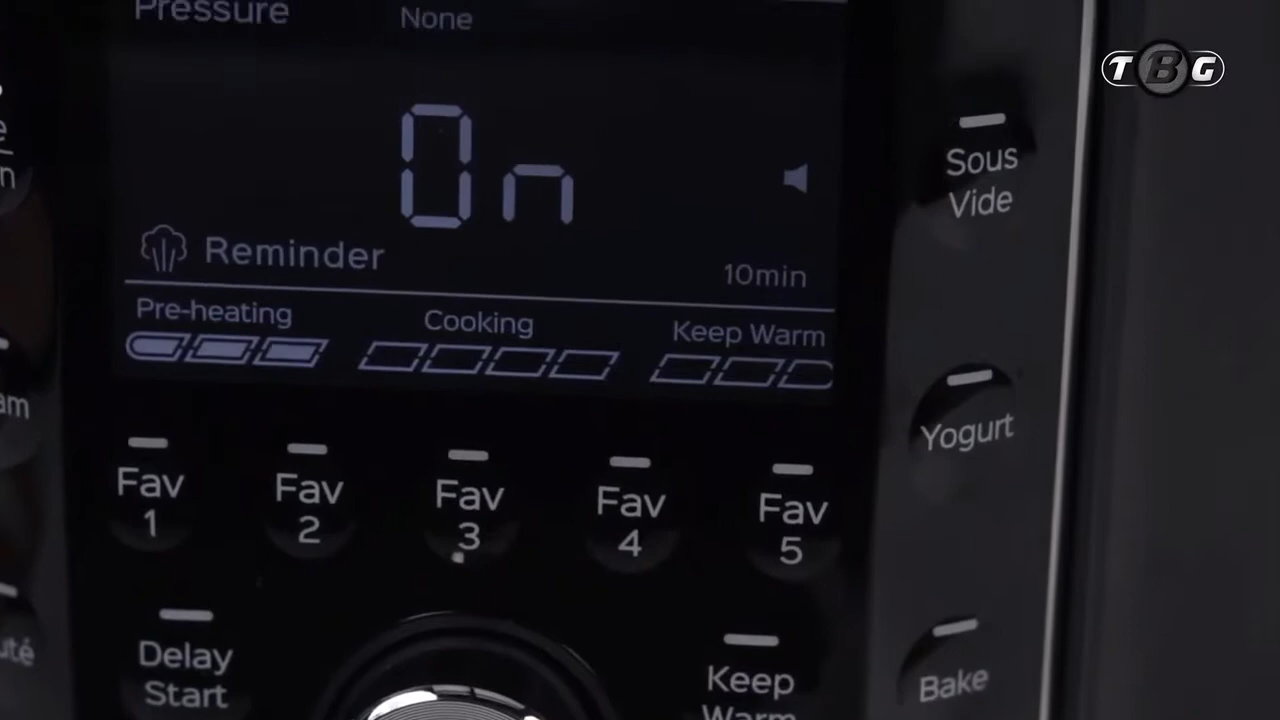 Pressure
None
TBG
On
Reminder
10min
Pre-heating
Cooking
Keep Warm
Sous
Vide
Yogurt
Fav
1
Fav
2
Fav
3
Fav
4
Fav
5
Delay
Start
Keep
Warm
Bake